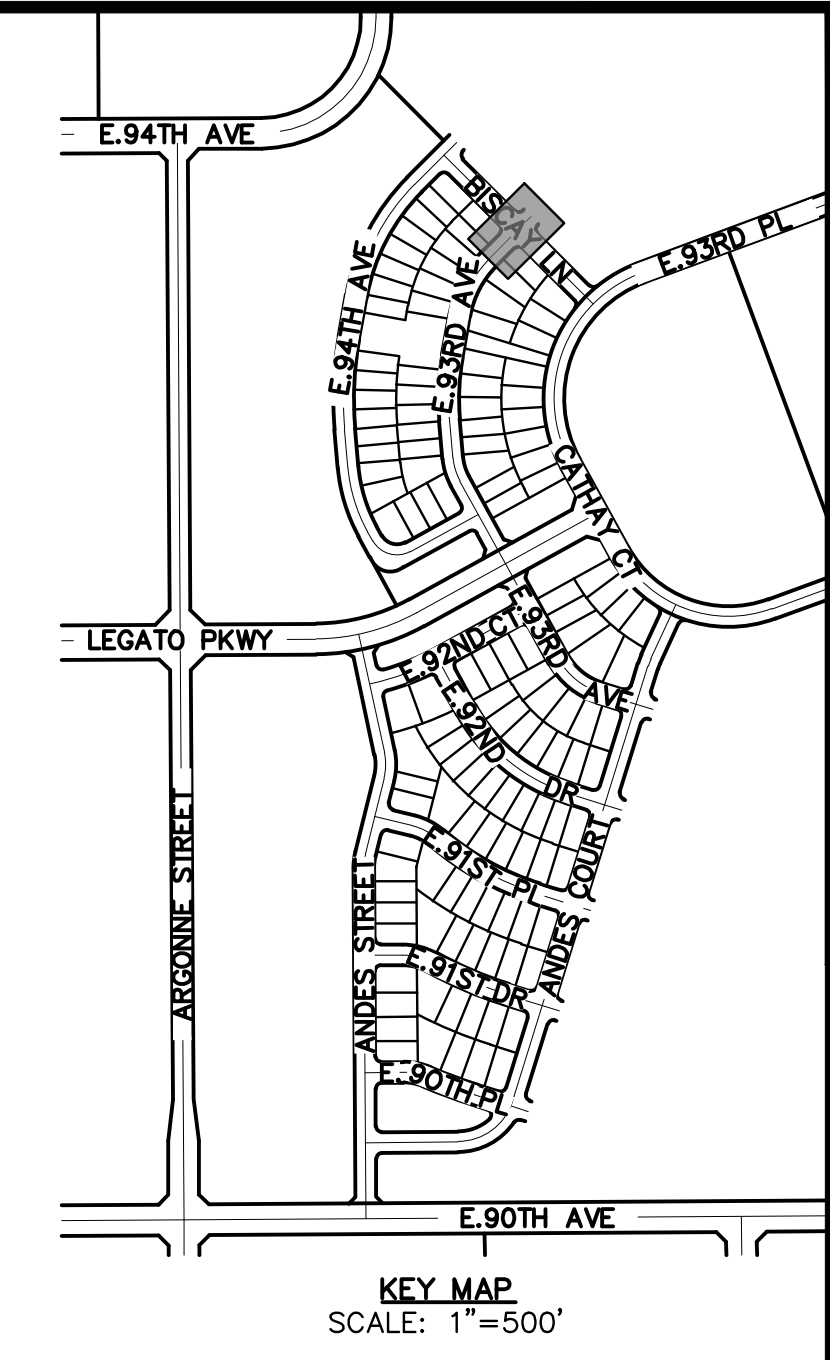 E.94TH AVE
BISCAY LN
E.93RD PL
E.94TH AVE
E.93RD AVE
CATHAY CT
LEGATO PKWY
E.92ND CT
E.93RD AVE
E.92ND DR
ARGONNE STREET
ANDES STREET
E.91ST PL
ANDES COURT
E.91ST DR
E.90TH PL
E.90TH AVE
KEY MAP
SCALE: 1"=500'